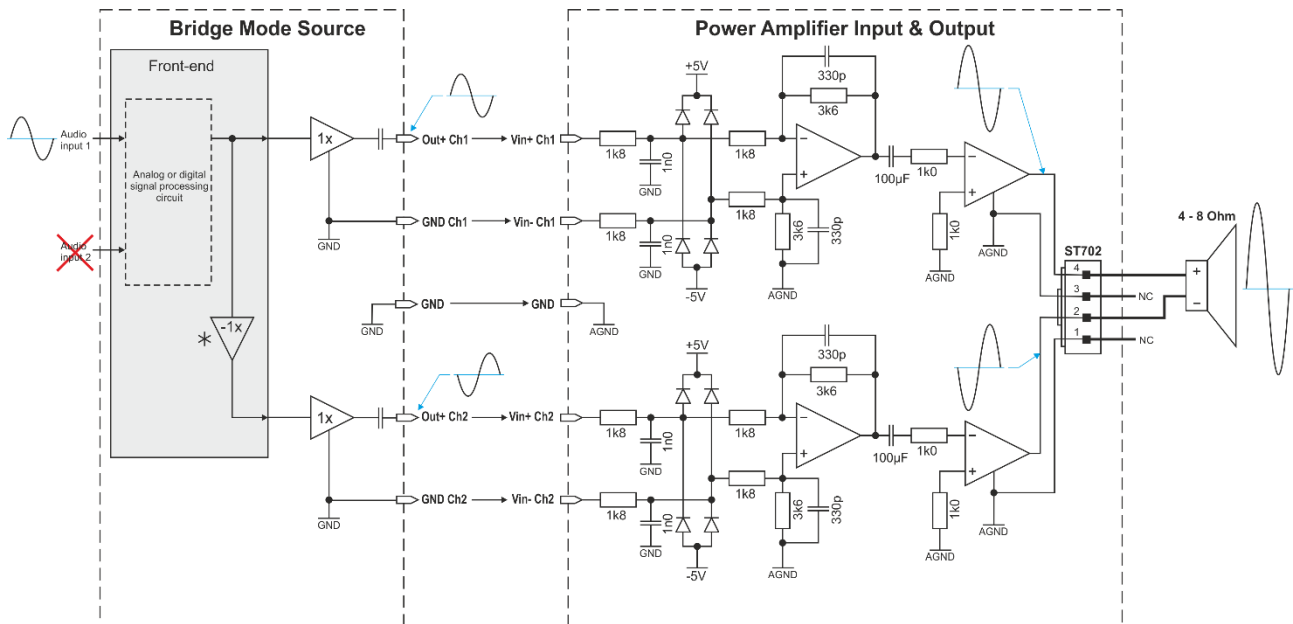 Bridge Mode Source
Power Amplifier Input & Output
Front-end
Audio
input 1
Analog or digital
signal processing
circuit
Audio
input 2
-1x
*
1x
GND
Out+ Ch1
Vin+ Ch1
GND Ch1
Vin- Ch1
GND
GND
GND
AGND
1x
GND
Out+ Ch2
Vin+ Ch2
GND Ch2
Vin- Ch2
+5V
330p
3k6
1k8
1n0
GND
1k8
−
+
100µF
1k0
−
+
1k8
1k8
1n0
GND
3k6
330p
1k0
AGND
AGND
AGND
-5V
+5V
330p
3k6
1k8
1n0
GND
1k8
−
+
100µF
1k0
−
+
1k8
1k8
1n0
GND
3k6
330p
1k0
AGND
AGND
AGND
-5V
ST702
4
3
2
1
NC
NC
4 - 8 Ohm
+
−